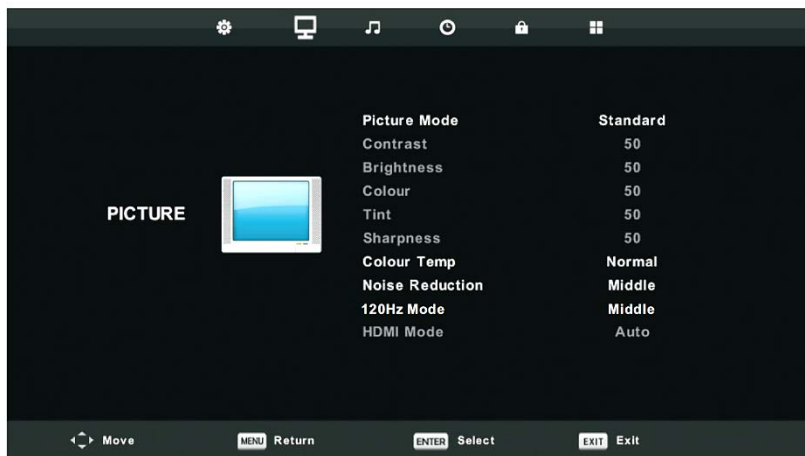 Picture Mode Standard
Contrast 50
Brightness 50
Colour 50
PICTURE
Tint 50
Sharpness 50
Colour Temp Normal
Noise Reduction Middle
120Hz Mode Middle
HDMI Mode Auto
Move MENU Return ENTER Select EXIT Exit